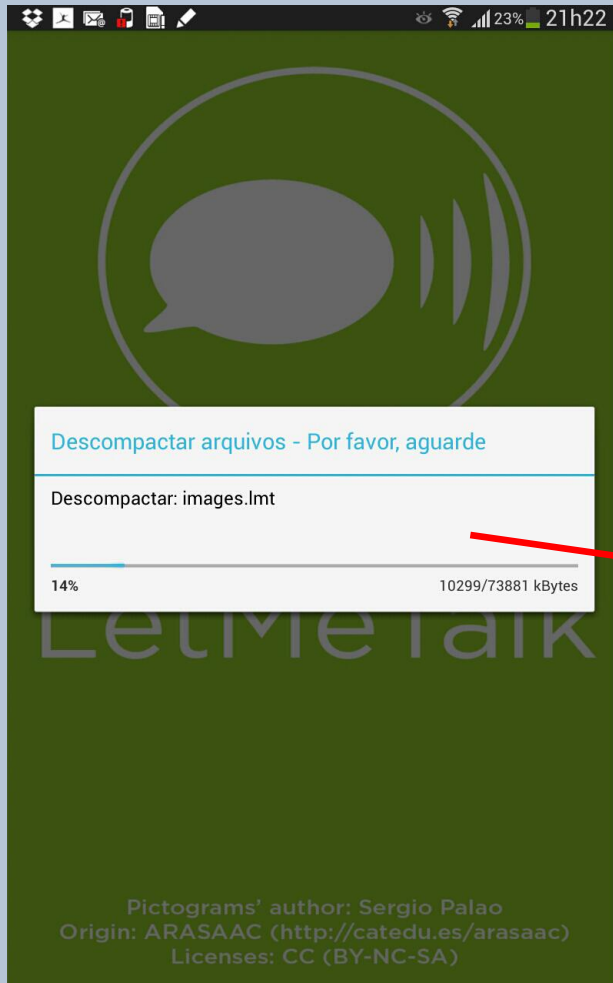 23% 21h22
Descompactar arquivos - Por favor, aguarde
Descompactar: images.lmt
14% 10299/73881 kBytes
LetMeTalk
Pictograms' author: Sergio Palao
Origin: ARASAAC (http://catedu.es/arasaac)
Licenses: CC (BY-NC-SA)